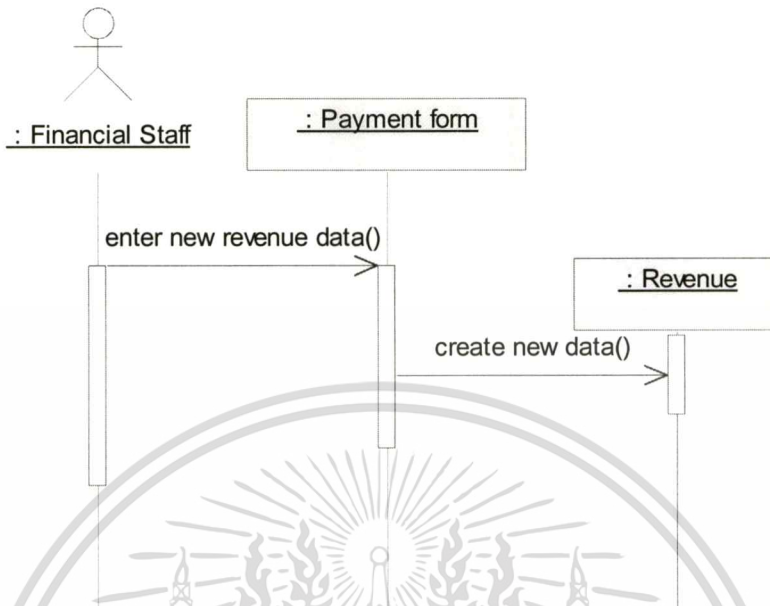 : Financial Staff
: Payment form
enter new revenue data()
: Revenue
create new data()